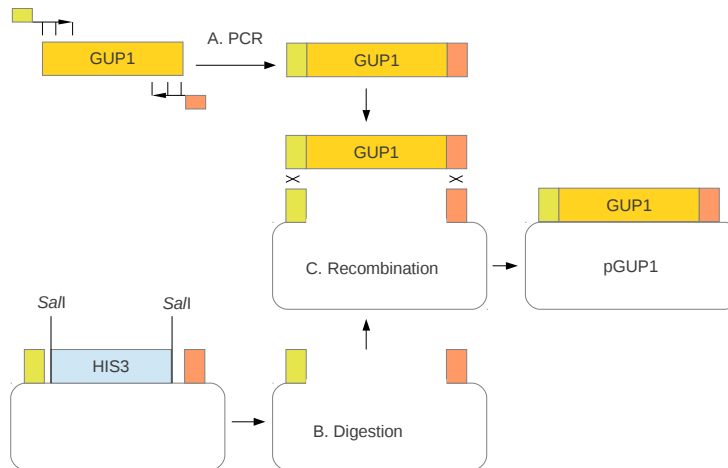 GUP1
A. PCR
GUP1
GUP1
GUP1
C. Recombination
pGUP1
SalI
SalI
HIS3
B. Digestion